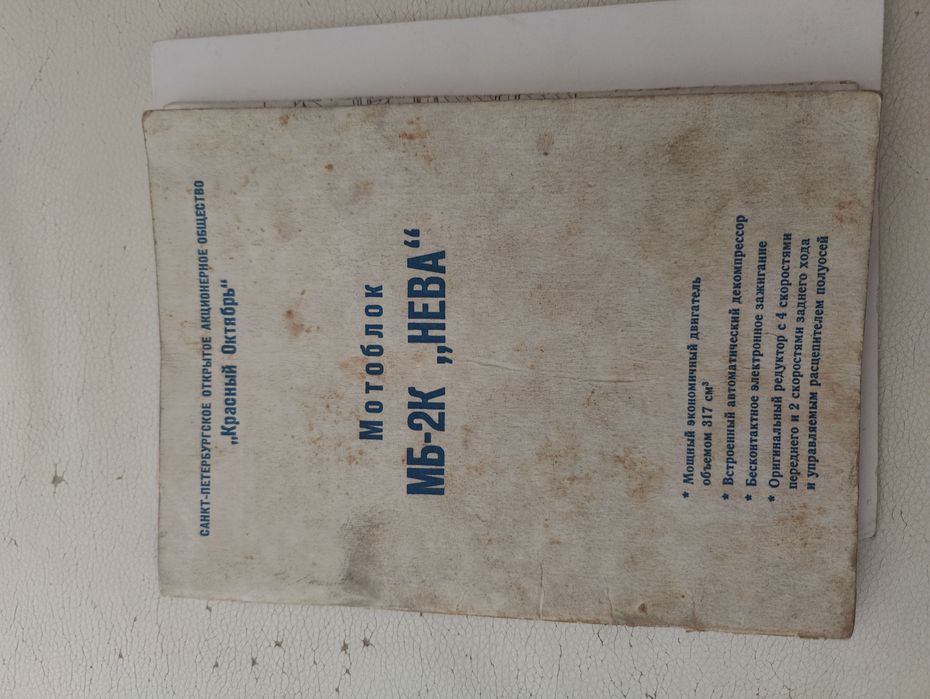 САНКТ-ПЕТЕРБУРГСКОЕ ОТКРЫТОЕ АКЦИОНЕРНОЕ ОБЩЕСТВО
„Красный Октябрь“
Мотоблок
МБ-2К „НЕВА“
* Мощный экономичный двигатель
объемом 317 см³
* Встроенный автоматический декомпрессор
* Бесконтактное электронное зажигание
* Оригинальный редуктор с 4 скоростями
переднего и 2 скоростями заднего хода
и управляемым расцепителем полуосей